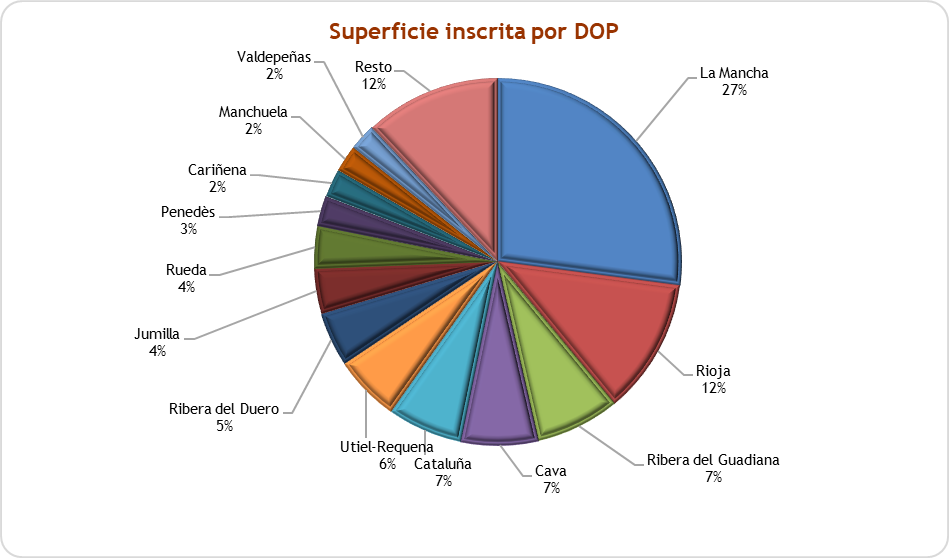 Superficie inscrita por DOP
La Mancha
27%
Rioja
12%
Ribera del Guadiana
7%
Cava
7%
Cataluña
7%
Utiel-Requena
6%
Ribera del Duero
5%
Jumilla
4%
Rueda
4%
Penedès
3%
Cariñena
2%
Manchuela
2%
Valdepeñas
2%
Resto
12%